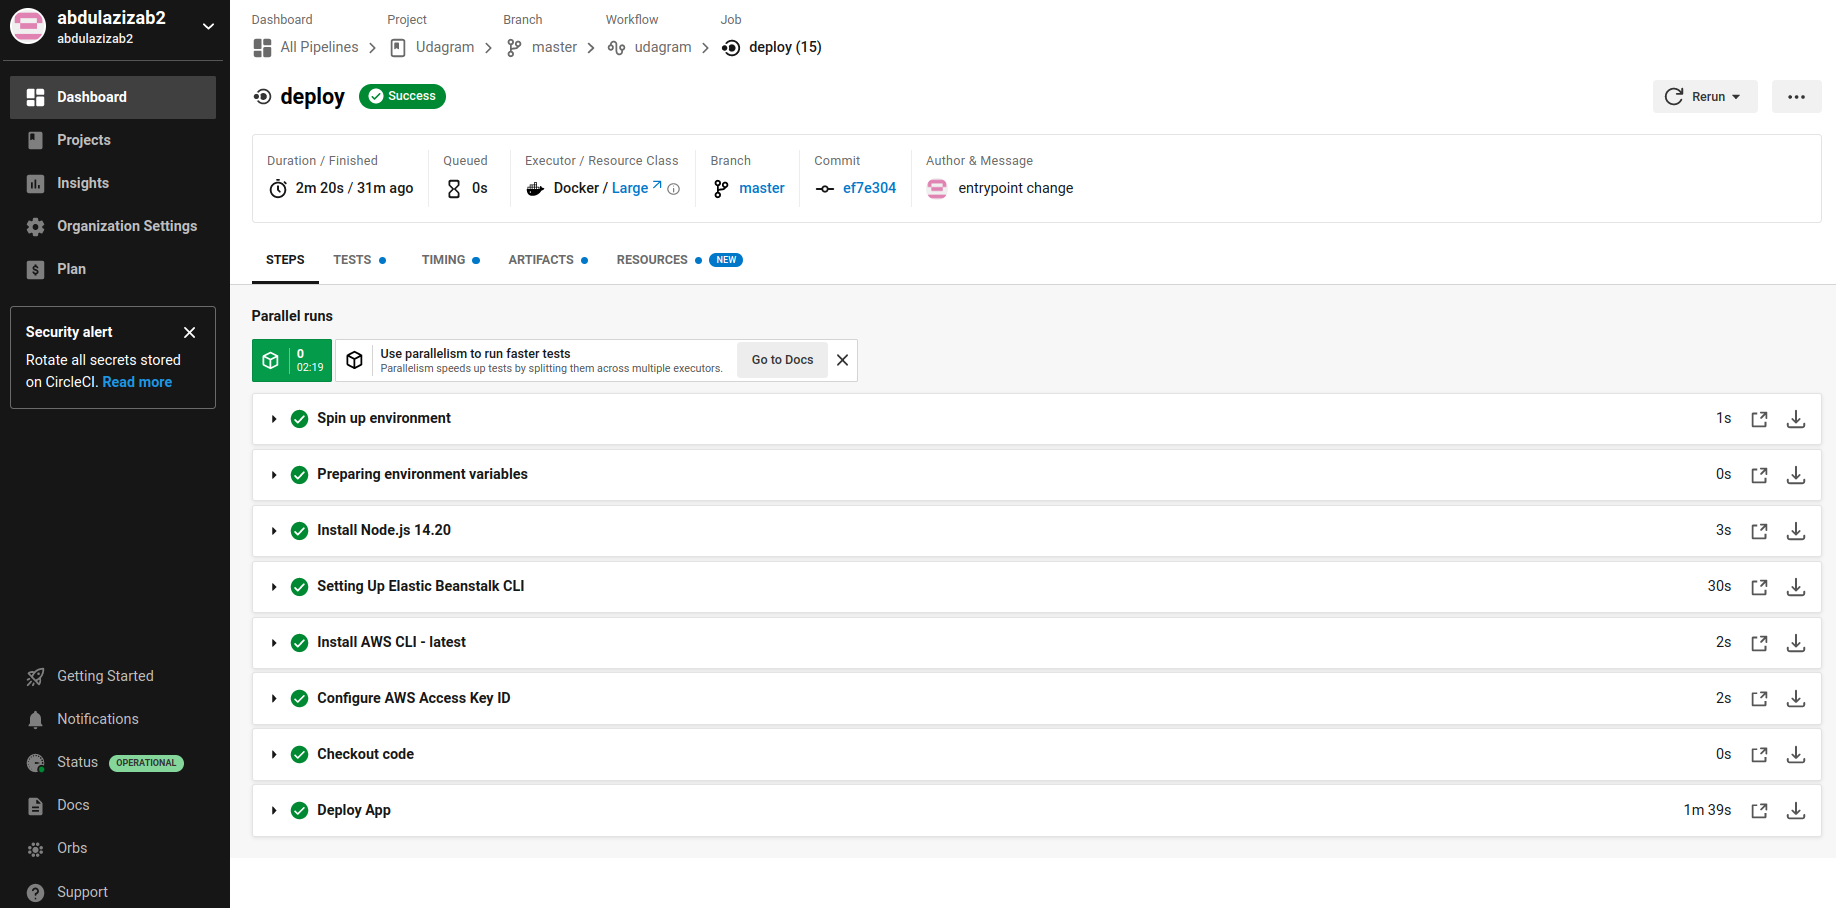 abdulazizab2
abdulazizab2
Dashboard
Projects
Insights
Organization Settings
Plan
Security alert
Rotate all secrets stored
on CircleCI. Read more
Getting Started
Notifications
Status OPERATIONAL
Docs
Orbs
Support
Dashboard Project Branch Workflow Job
All Pipelines Udagram master udagram deploy (15)
deploy Success
Rerun
Duration / Finished Queued Executor / Resource Class Branch Commit Author & Message
2m 20s / 31m ago 0s Docker / Large master ef7e304 entrypoint change
STEPS TESTS TIMING ARTIFACTS RESOURCES NEW
Parallel runs
0
02:19
Use parallelism to run faster tests
Parallelism speeds up tests by splitting them across multiple executors.
Go to Docs
Spin up environment 1s
Preparing environment variables 0s
Install Node.js 14.20 3s
Setting Up Elastic Beanstalk CLI 30s
Install AWS CLI - latest 2s
Configure AWS Access Key ID 2s
Checkout code 0s
Deploy App 1m 39s